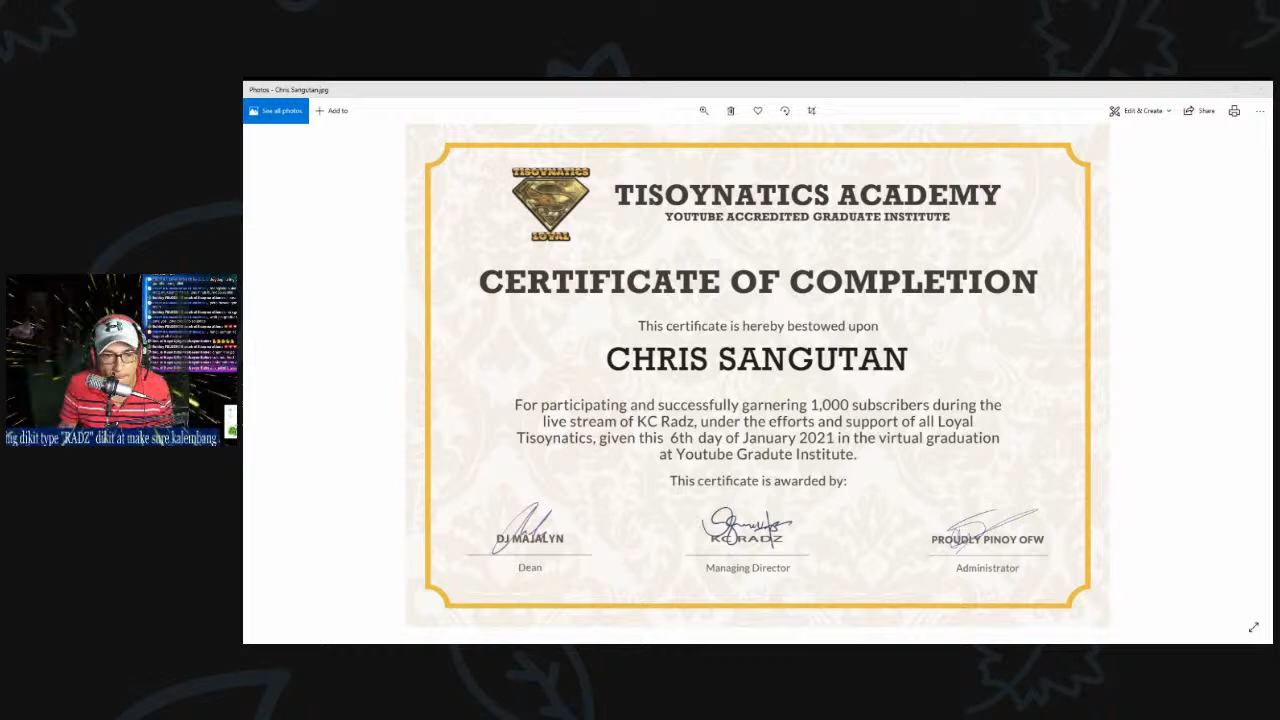 Photos - Chris Sangutan.jpg
See all photos
Add to
Edit & Create
Share
TISOYNATICS
LOYAL
TISOYNATICS ACADEMY
YOUTUBE ACCREDITED GRADUATE INSTITUTE
CERTIFICATE OF COMPLETION
This certificate is hereby bestowed upon
CHRIS SANGUTAN
For participating and successfully garnering 1,000 subscribers during the
live stream of KC Radz, under the efforts and support of all Loyal
Tisoynatics, given this 6th day of January 2021 in the virtual graduation
at Youtube Gradute Institute.
This certificate is awarded by:
DJ MAJALYN
Dean
KC RADZ
Managing Director
PROUDLY PINOY OFW
Administrator
dikit type "RADZ" dikit at make sure kalembang